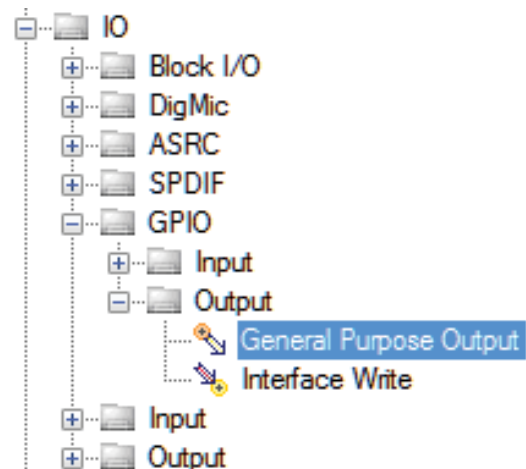 IO
Block I/O
DigMic
ASRC
SPDIF
GPIO
Input
Output
General Purpose Output
Interface Write
Input
Output